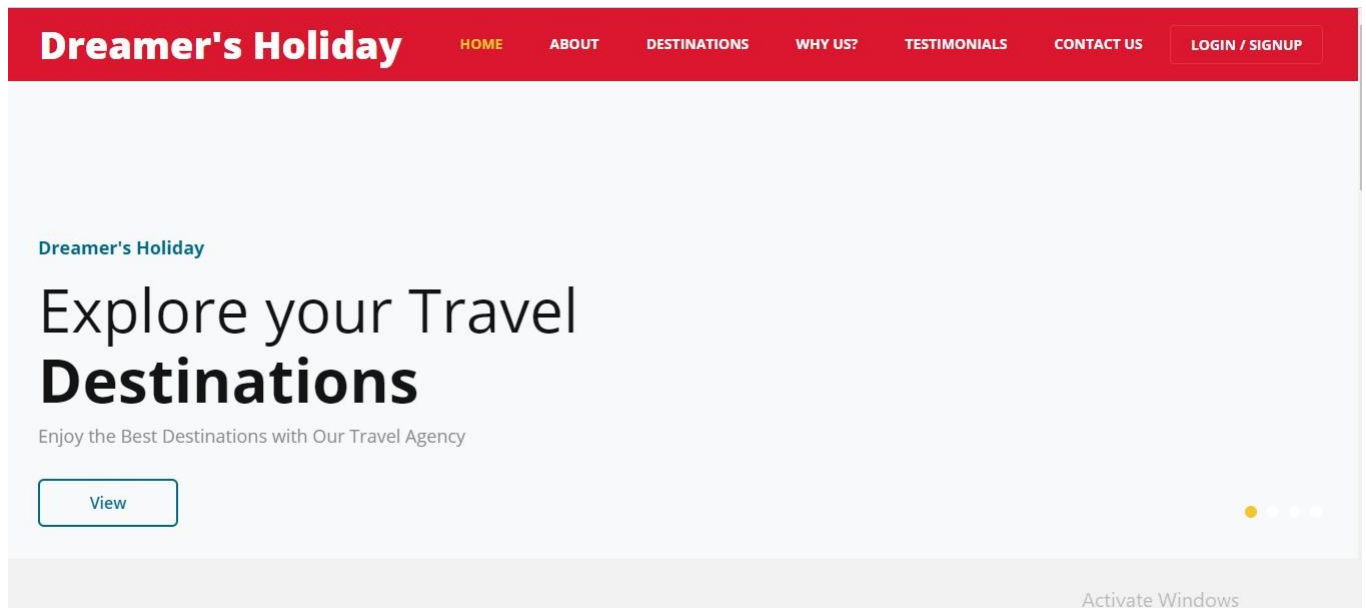 Dreamer's Holiday HOME ABOUT DESTINATIONS WHY US? TESTIMONIALS CONTACT US LOGIN / SIGNUP
Dreamer's Holiday
Explore your Travel
Destinations
Enjoy the Best Destinations with Our Travel Agency
View
Activate Windows